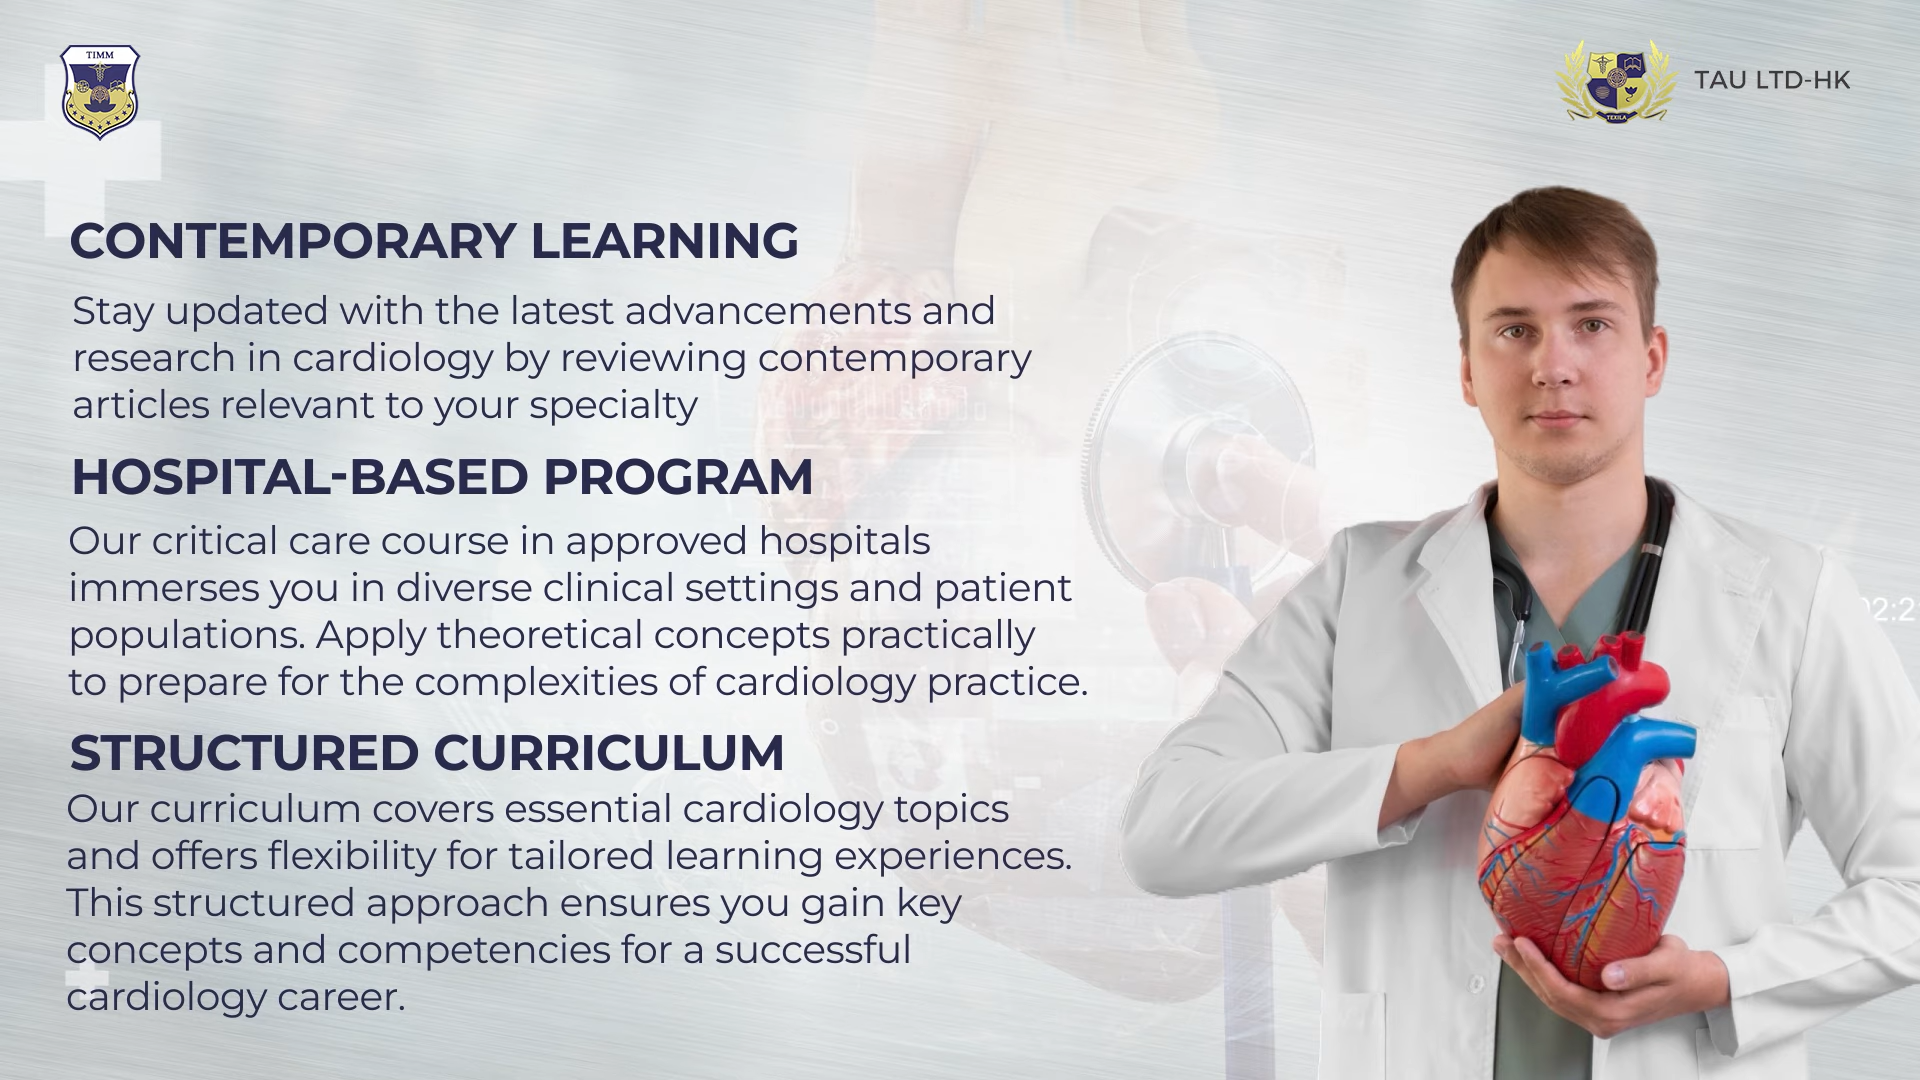 TIMM
TEXILA
TAU LTD-HK
CONTEMPORARY LEARNING
Stay updated with the latest advancements and
research in cardiology by reviewing contemporary
articles relevant to your specialty
HOSPITAL-BASED PROGRAM
Our critical care course in approved hospitals
immerses you in diverse clinical settings and patient
populations. Apply theoretical concepts practically
to prepare for the complexities of cardiology practice.
STRUCTURED CURRICULUM
Our curriculum covers essential cardiology topics
and offers flexibility for tailored learning experiences.
This structured approach ensures you gain key
concepts and competencies for a successful
cardiology career.